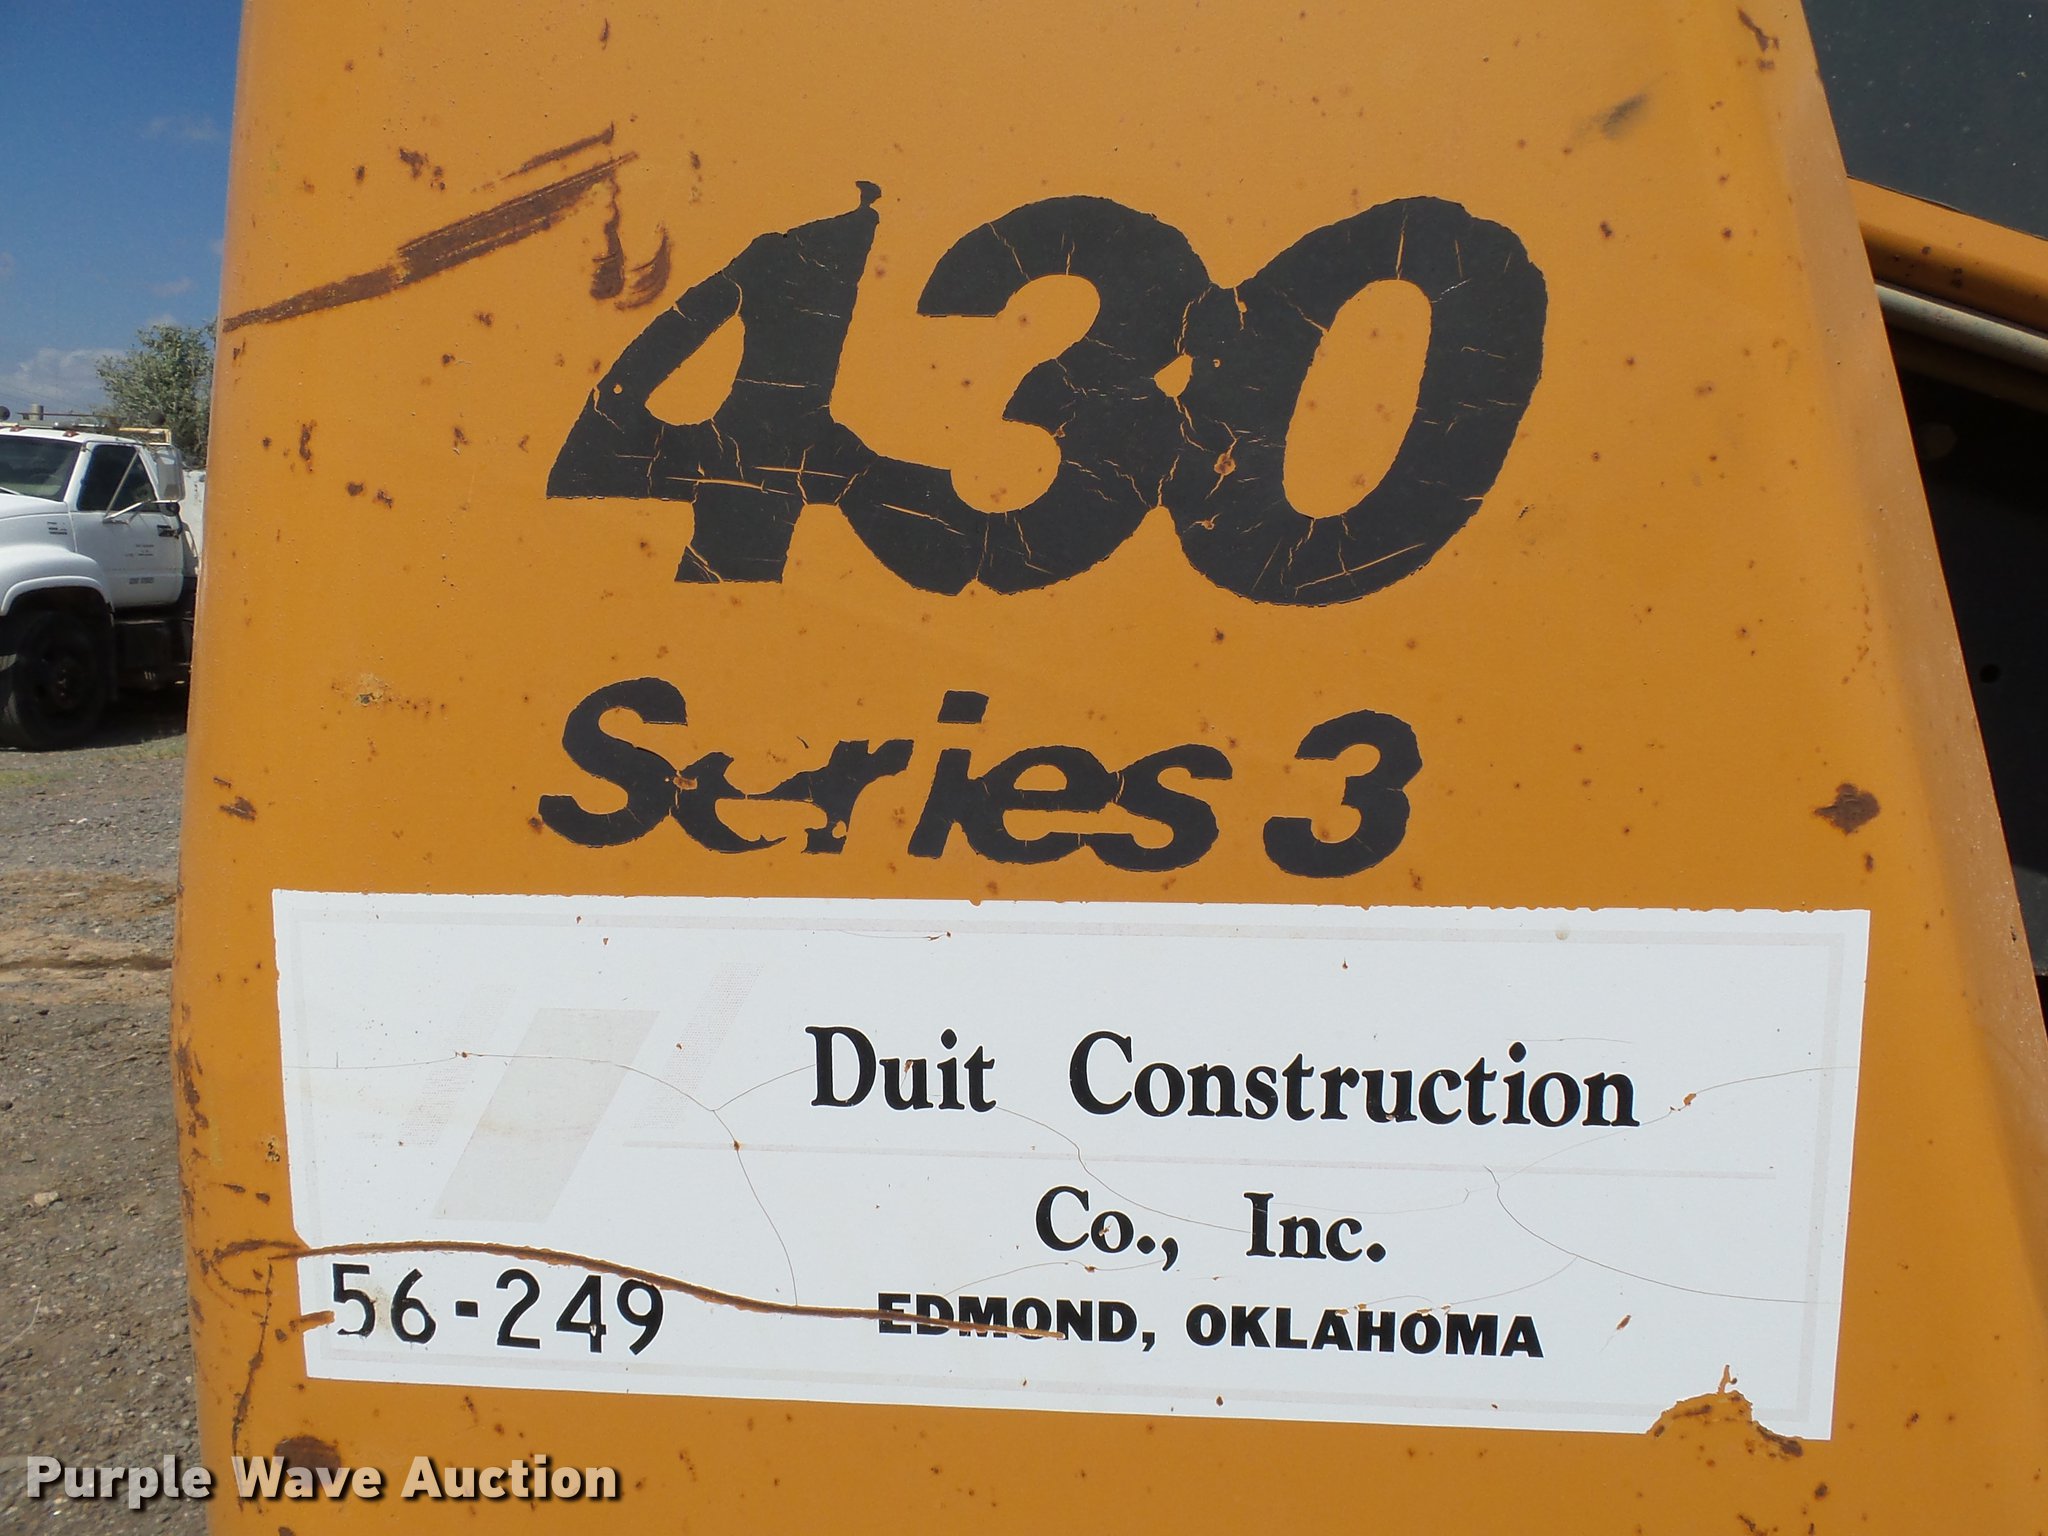 430
Series 3
Duit Construction
Co., Inc.
56-249
EDMOND, OKLAHOMA
Purple Wave Auction